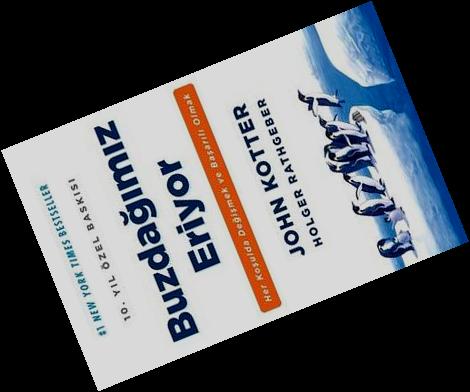 #1 NEW YORK TIMES BESTSELLER
10. YIL ÖZEL BASKISI
Buzdağımız
Eriyor
Her Koşulda Değişmek ve Başarılı Olmak
JOHN KOTTER
HOLGER RATHGEBER